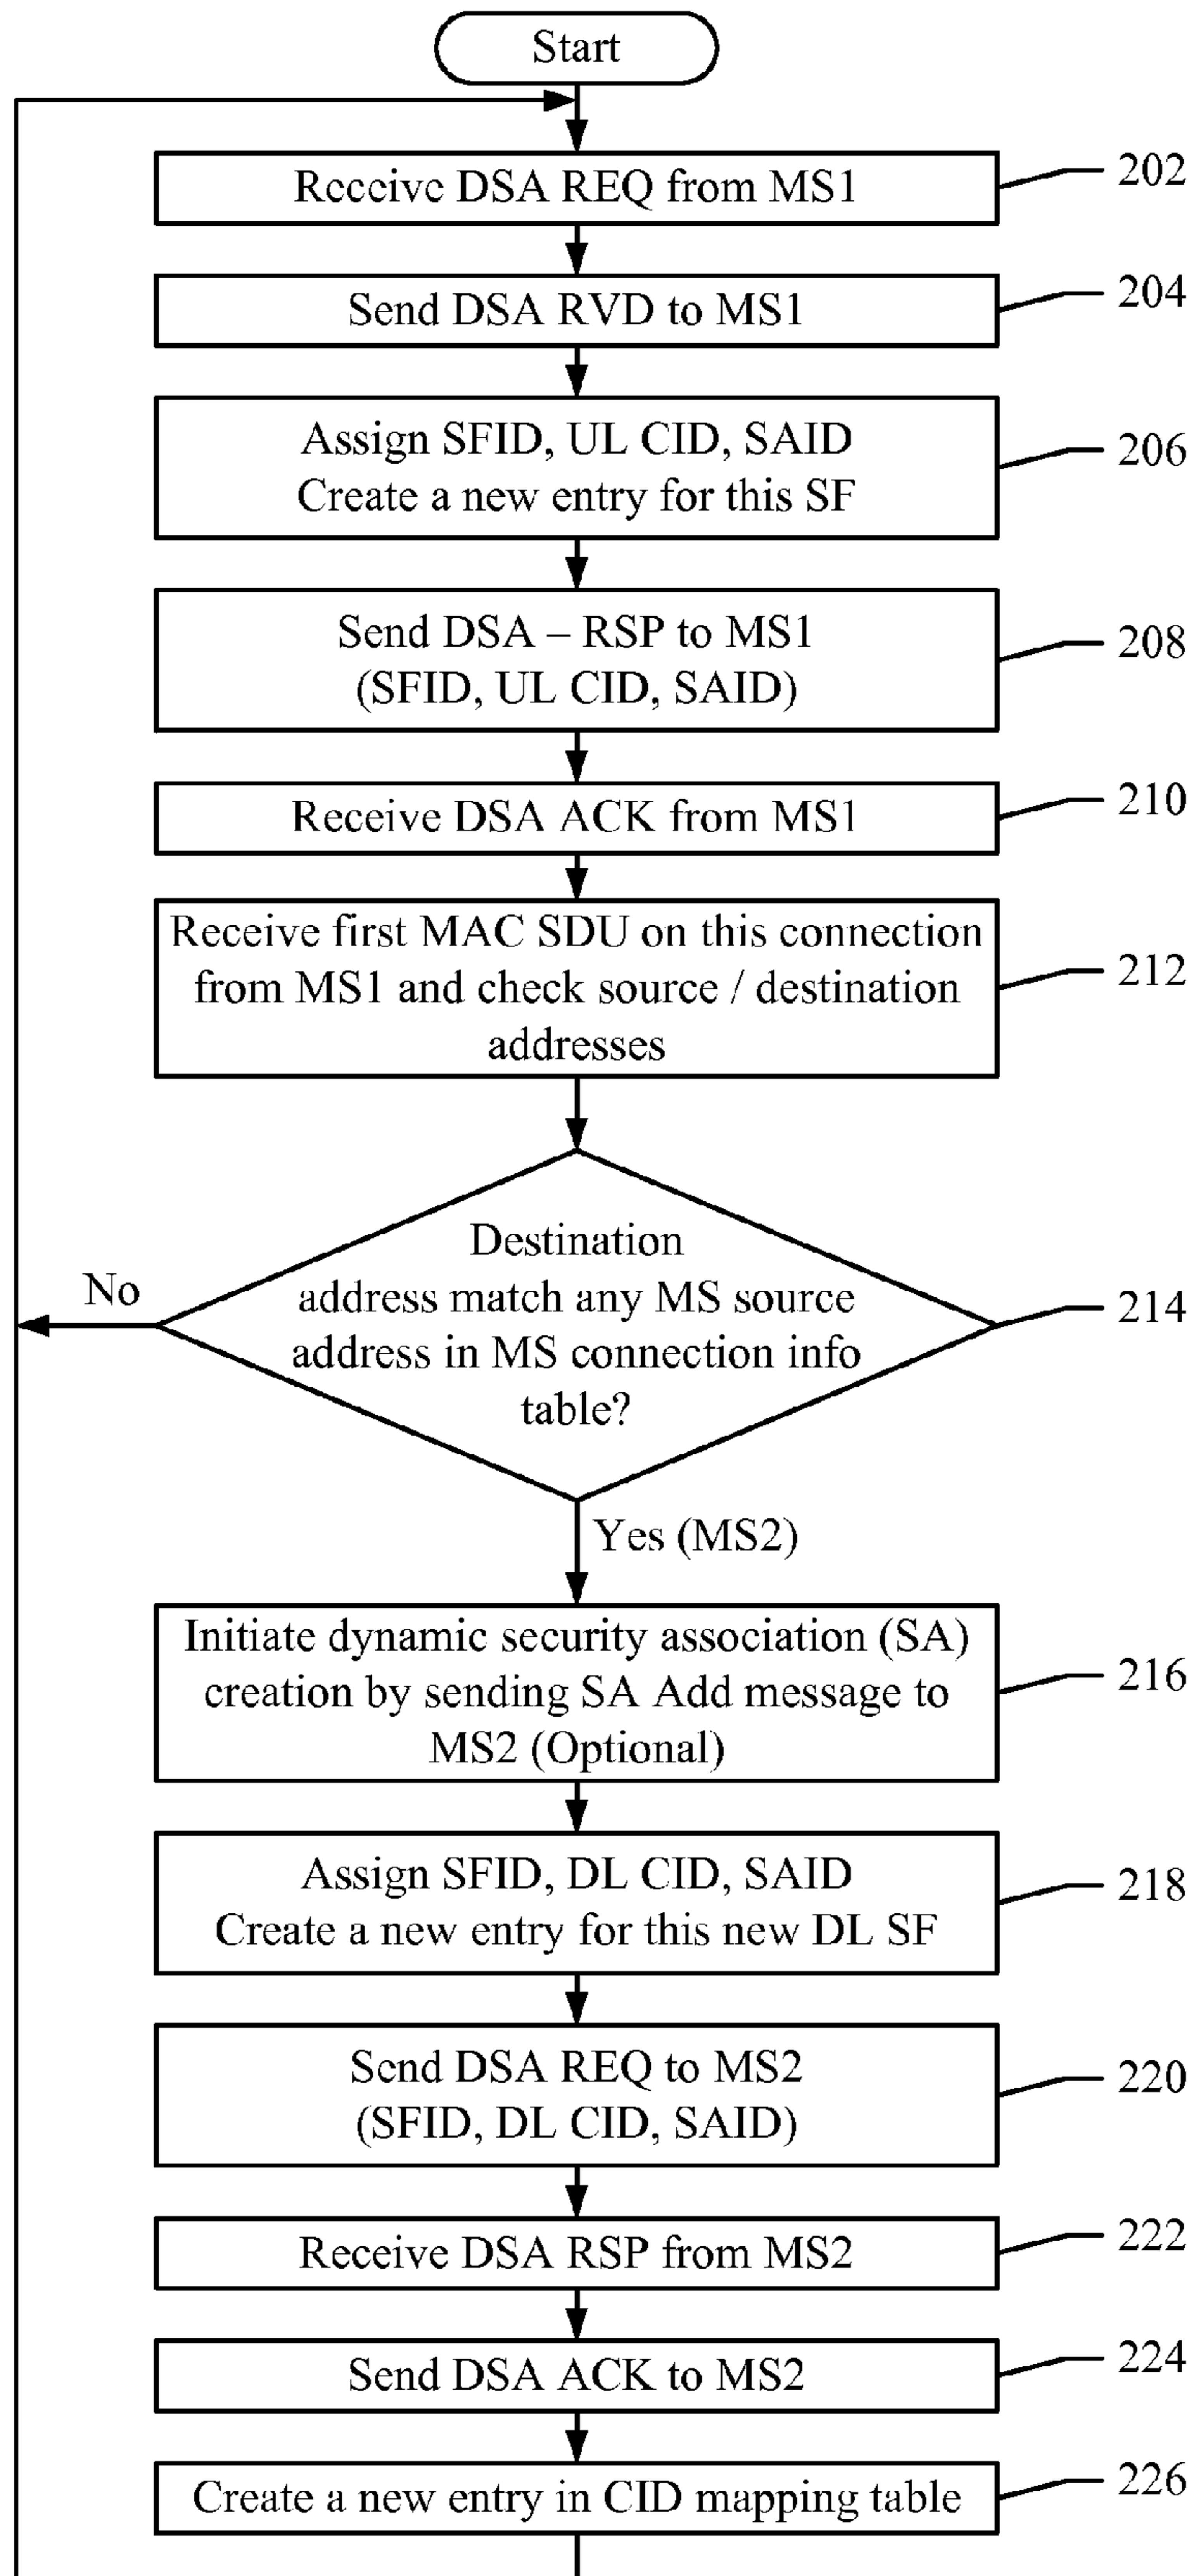 Start
Receive DSA REQ from MS1
202
Send DSA RVD to MS1
204
Assign SFID, UL CID, SAID
Create a new entry for this SF
206
Send DSA – RSP to MS1
(SFID, UL CID, SAID)
208
Receive DSA ACK from MS1
210
Receive first MAC SDU on this connection
from MS1 and check source / destination
addresses
212
Destination
address match any MS source
address in MS connection info
table?
214
No
Yes (MS2)
Initiate dynamic security association (SA)
creation by sending SA Add message to
MS2 (Optional)
216
Assign SFID, DL CID, SAID
Create a new entry for this new DL SF
218
Send DSA REQ to MS2
(SFID, DL CID, SAID)
220
Receive DSA RSP from MS2
222
Send DSA ACK to MS2
224
Create a new entry in CID mapping table
226